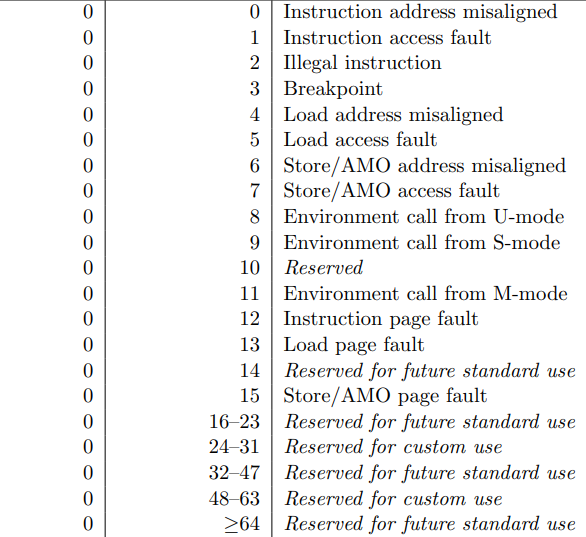 0 0 Instruction address misaligned
0 1 Instruction access fault
0 2 Illegal instruction
0 3 Breakpoint
0 4 Load address misaligned
0 5 Load access fault
0 6 Store/AMO address misaligned
0 7 Store/AMO access fault
0 8 Environment call from U-mode
0 9 Environment call from S-mode
0 10 Reserved
0 11 Environment call from M-mode
0 12 Instruction page fault
0 13 Load page fault
0 14 Reserved for future standard use
0 15 Store/AMO page fault
0 16–23 Reserved for future standard use
0 24–31 Reserved for custom use
0 32–47 Reserved for future standard use
0 48–63 Reserved for custom use
0 ≥64 Reserved for future standard use